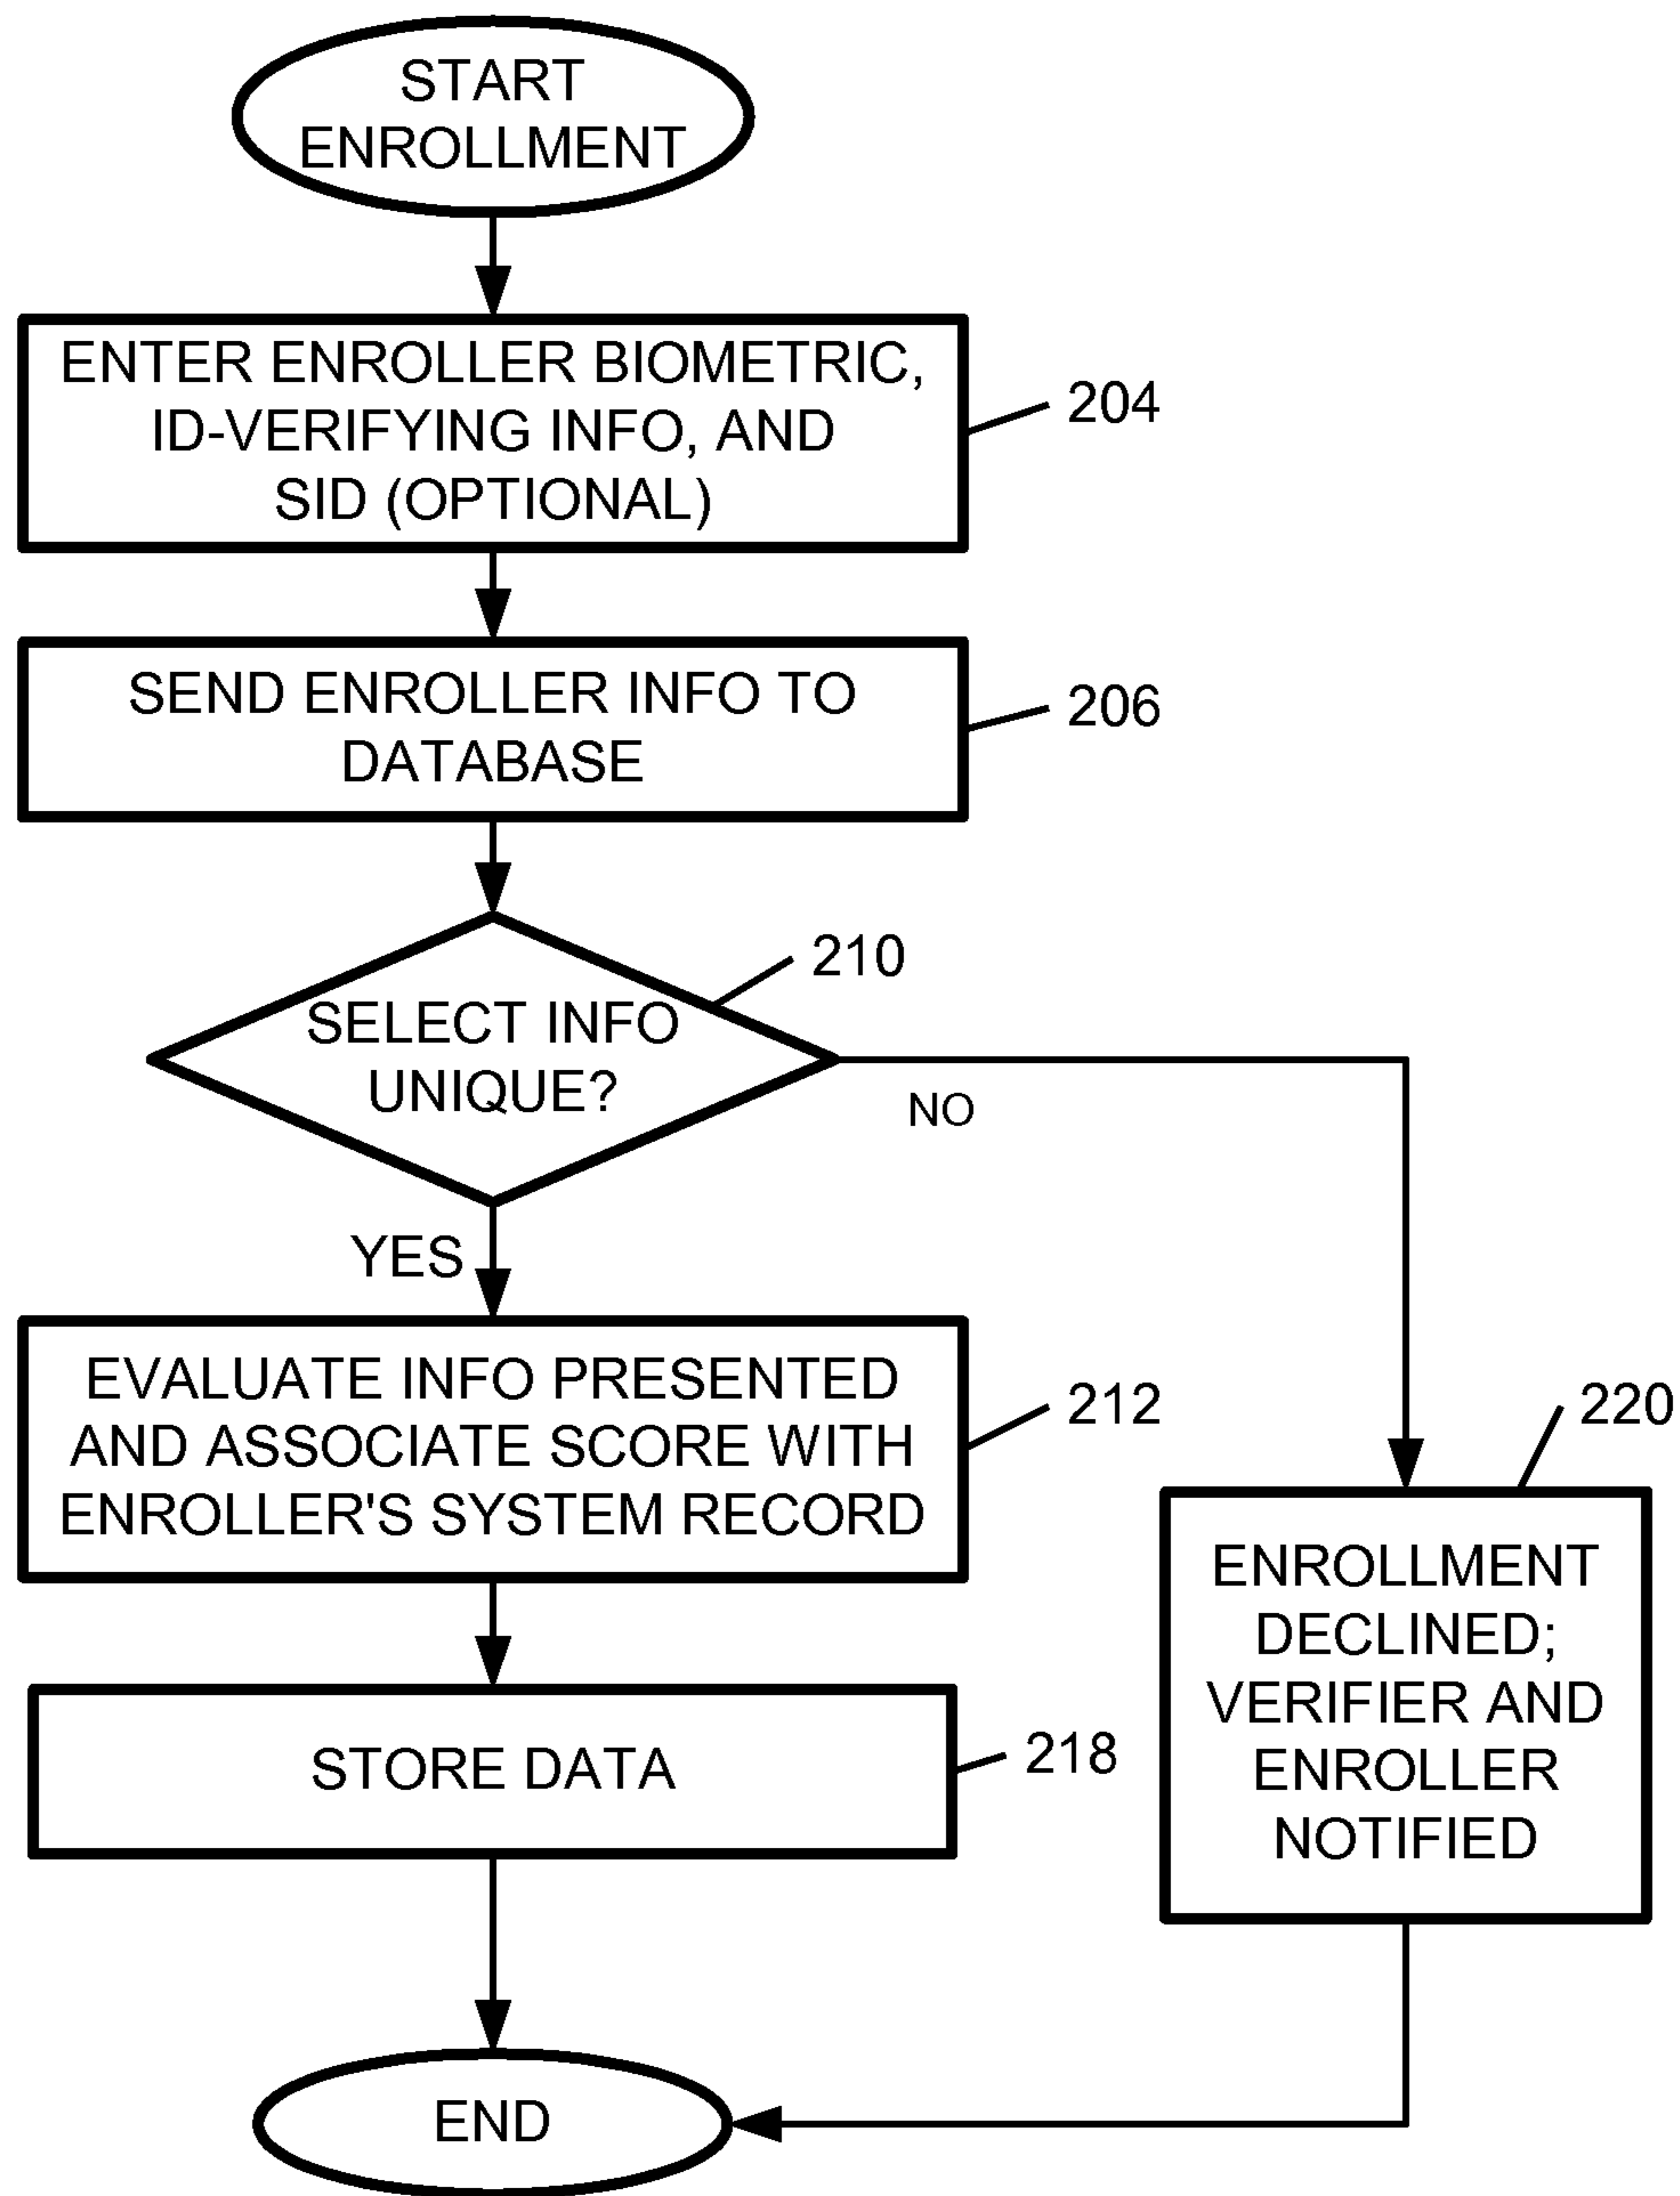 START
ENROLLMENT
ENTER ENROLLER BIOMETRIC,
ID-VERIFYING INFO, AND
SID (OPTIONAL)
204
SEND ENROLLER INFO TO
DATABASE
206
210
SELECT INFO
UNIQUE?
NO
YES
EVALUATE INFO PRESENTED
AND ASSOCIATE SCORE WITH
ENROLLER'S SYSTEM RECORD
212
220
ENROLLMENT
DECLINED;
VERIFIER AND
ENROLLER
NOTIFIED
STORE DATA
218
END